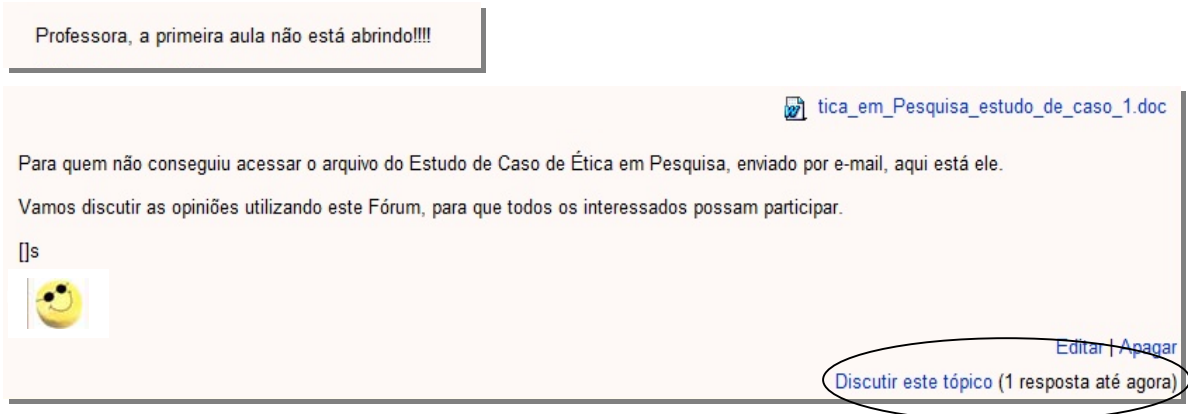 Professora, a primeira aula não está abrindo!!!!
tica_em_Pesquisa_estudo_de_caso_1.doc
Para quem não conseguiu acessar o arquivo do Estudo de Caso de Ética em Pesquisa, enviado por e-mail, aqui está ele.
Vamos discutir as opiniões utilizando este Fórum, para que todos os interessados possam participar.
[]s
Editar | Apagar
Discutir este tópico (1 resposta até agora)